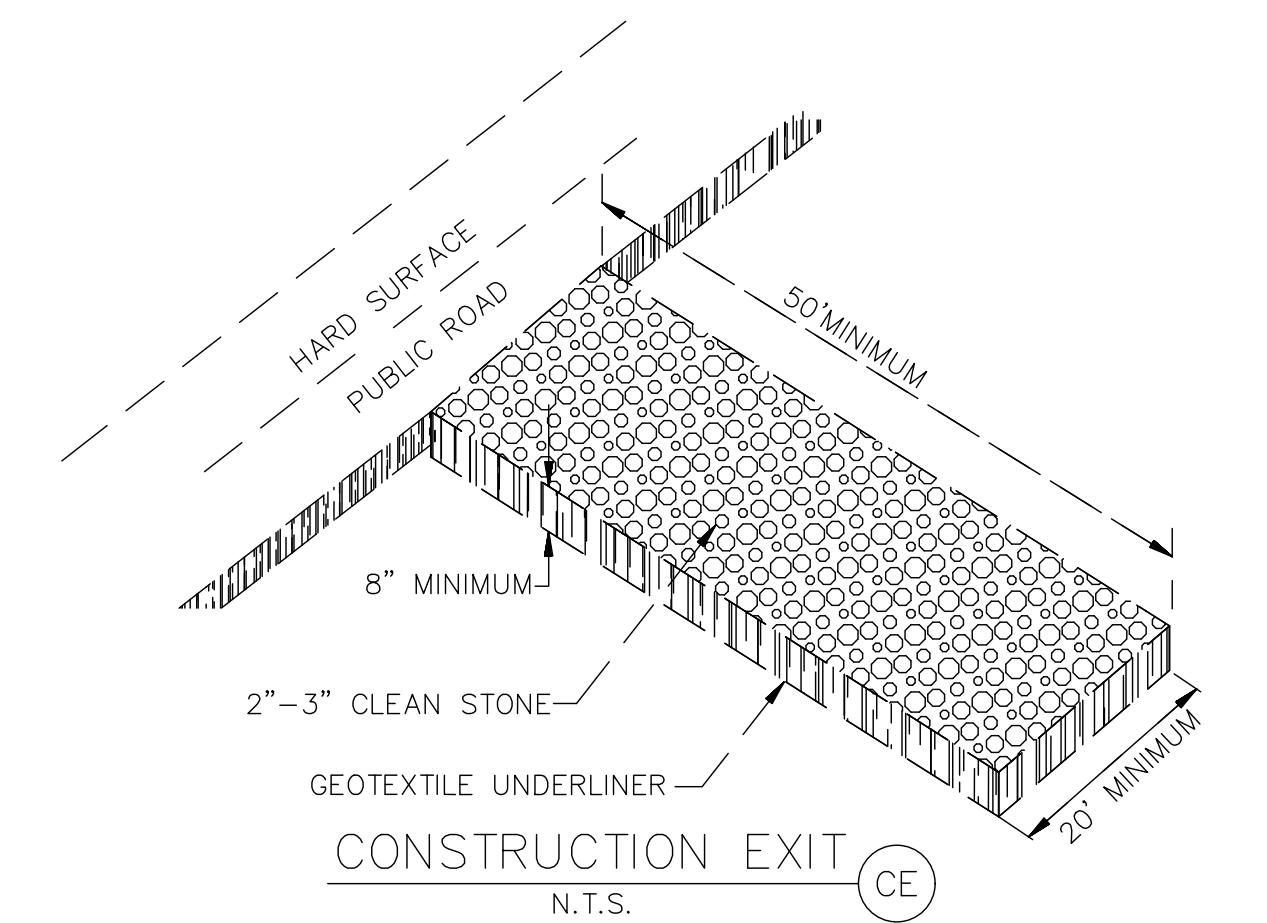 HARD SURFACE
PUBLIC ROAD
50'MINIMUM
8” MINIMUM
2”–3” CLEAN STONE
GEOTEXTILE UNDERLINER
20' MINIMUM
CONSTRUCTION EXIT
CE
N.T.S.